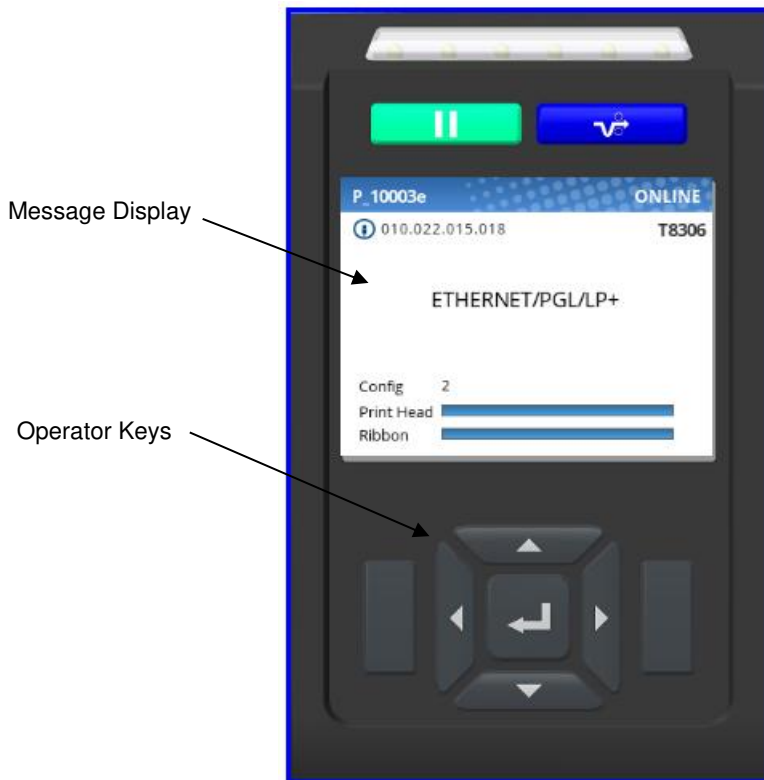 P_10003e ONLINE
010.022.015.018 T8306
Message Display
ETHERNET/PGL/LP+
Config 2
Print Head
Operator Keys
Ribbon